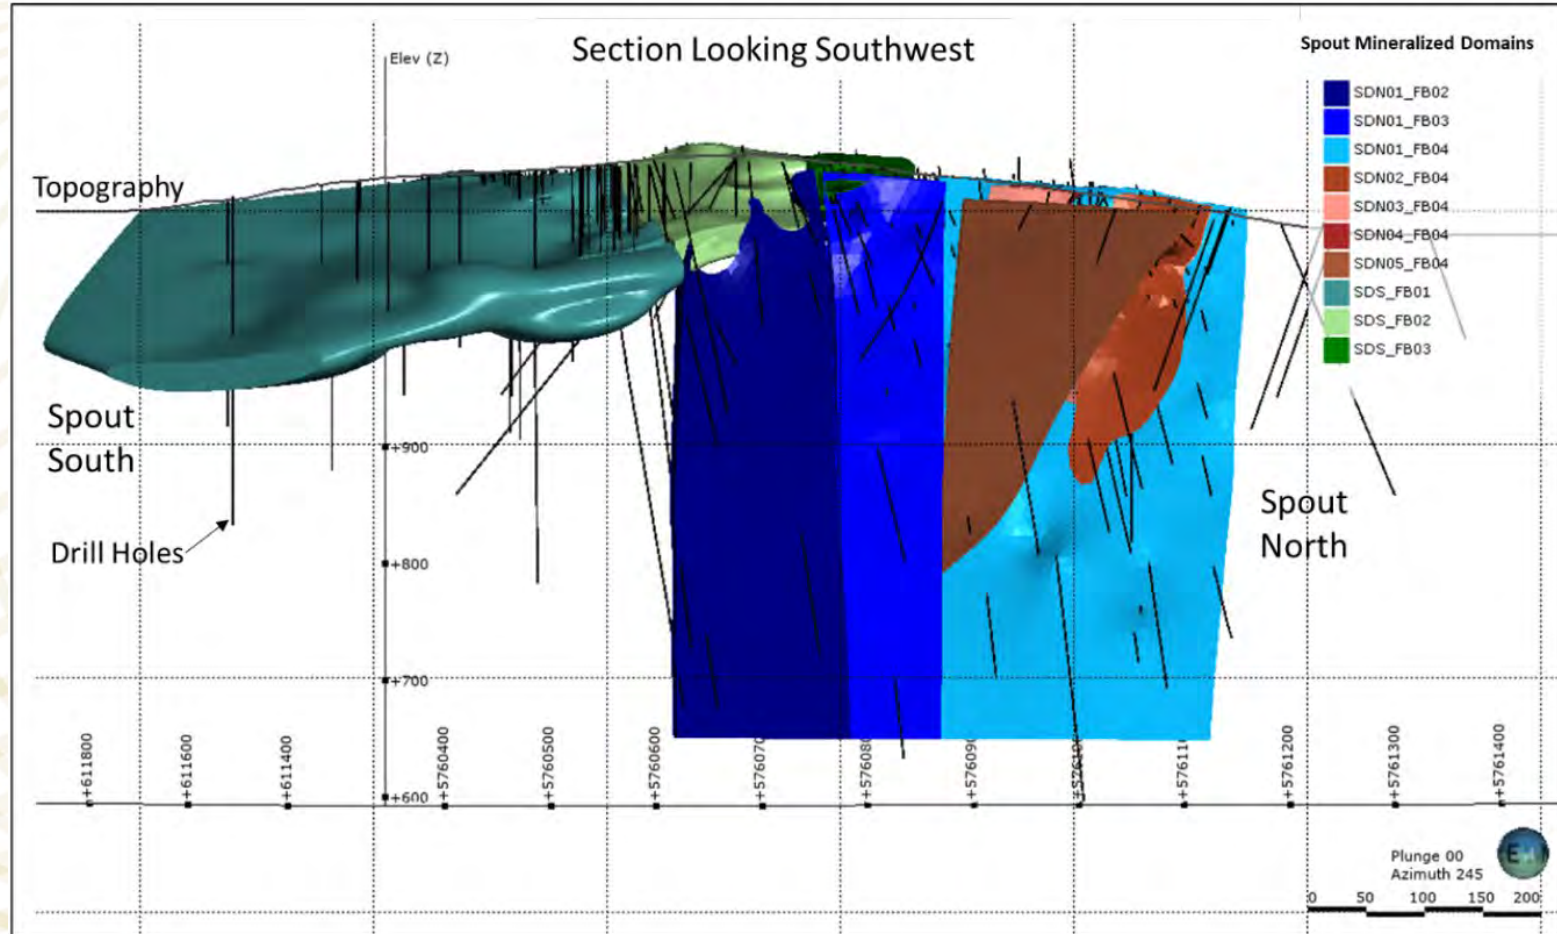 Section Looking Southwest
Spout Mineralized Domains
Elev (Z)
SDN01_FB02
SDN01_FB03
SDN01_FB04
SDN02_FB04
SDN03_FB04
SDN04_FB04
SDN05_FB04
SDS_FB01
SDS_FB02
SDS_FB03
Topography
Spout
South
Drill Holes
Spout
North
+900
+800
+700
+600
+611800
+611600
+611400
+5760400
+5760500
+5760600
+5761200
+5761300
+5761400
Plunge 00
Azimuth 245
0 50 100 150 200